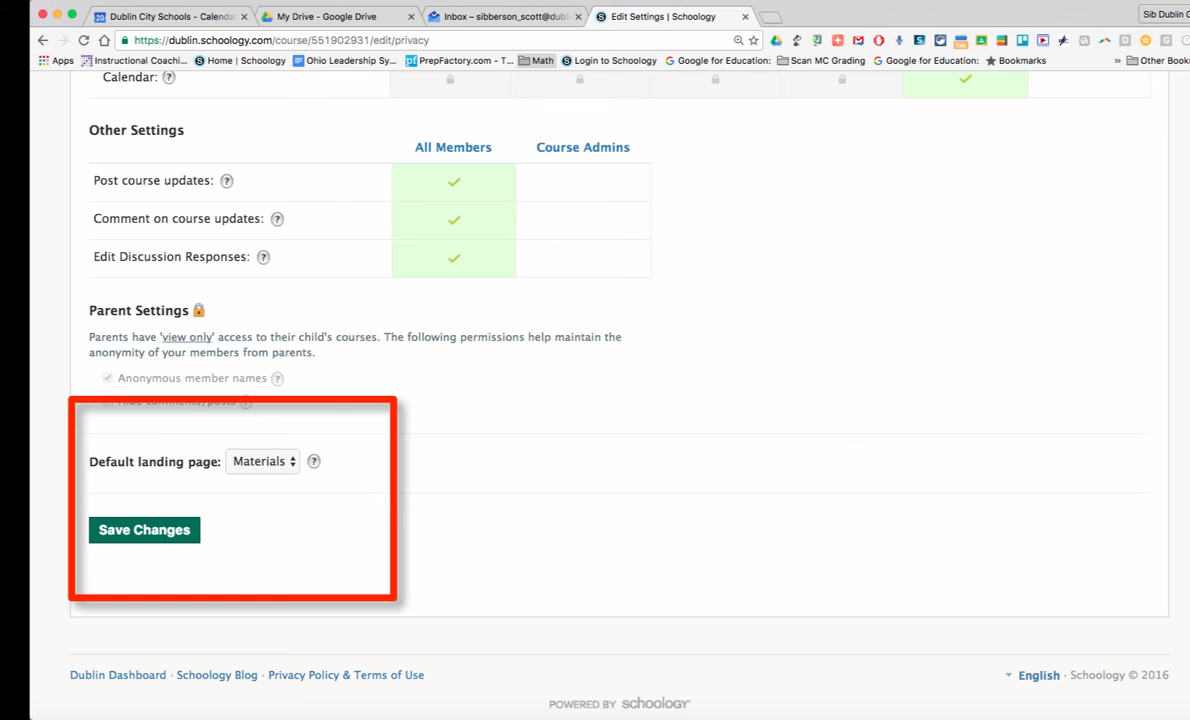 Dublin City Schools - Calenda
My Drive - Google Drive
Inbox – sibberson_scott@dubl
Edit Settings | Schoology
Sib Dublin G
https://dublin.schoology.com/course/551902931/edit/privacy
Apps
Instructional Coachi...
Home | Schoology
Ohio Leadership Sy...
PrepFactory.com - T...
Math
Login to Schoology
Google for Education:
Scan MC Grading
Google for Education:
Bookmarks
»
Other Book
Calendar: ?
Other Settings
All Members Course Admins
Post course updates: ?
Comment on course updates: ?
Edit Discussion Responses: ?
Parent Settings
Parents have 'view only' access to their child's courses. The following permissions help maintain the
anonymity of your members from parents.
Anonymous member names ?
Hide comments/posts ?
Default landing page: Materials ?
Save Changes
Dublin Dashboard · Schoology Blog · Privacy Policy & Terms of Use
English · Schoology © 2016
POWERED BY schoology